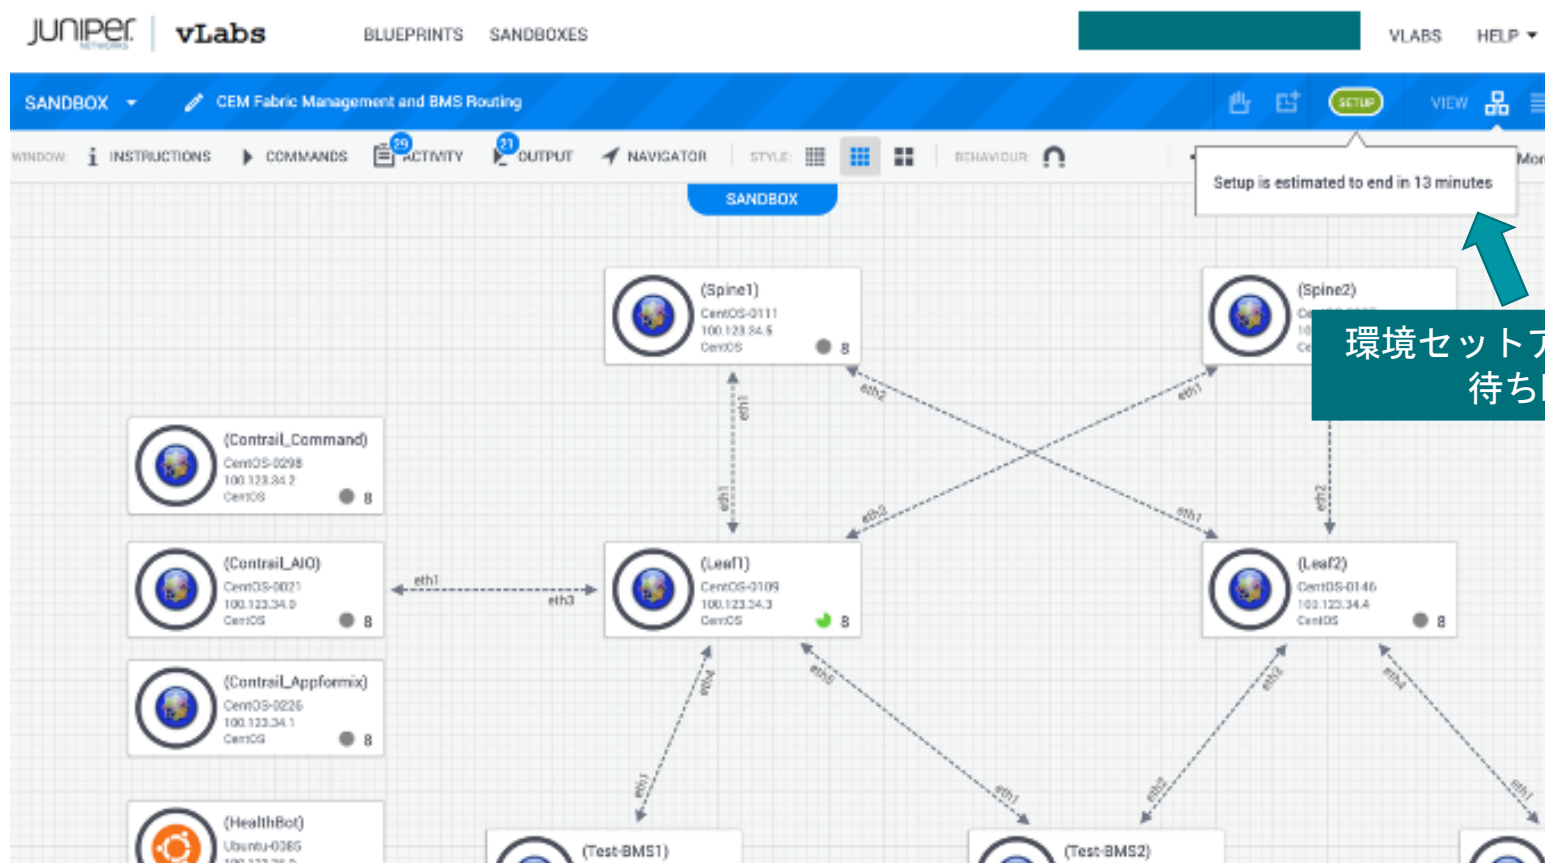 JUNIPER
NETWORKS
vLabs
BLUEPRINTS SANDBOXES
VLABS HELP
SANDBOX
CEM Fabric Management and BMS Routing
SETUP
VIEW
WINDOW: INSTRUCTIONS COMMANDS 29 ACTIVITY 21 OUTPUT NAVIGATOR STYLE: BEHAVIOUR:
Setup is estimated to end in 13 minutes
SANDBOX
(Spine1)
CentOS-0111
100.123.34.5
CentOS
8
(Spine2)
環境セット
待ち
eth1
eth2
eth1
eth1
eth2
eth1
eth2
(Contrail_Command)
CentOS-0298
100.123.34.2
CentOS
8
(Contrail_AIO)
CentOS-0021
100.123.34.0
CentOS
8
eth1
eth3
(Leaf1)
CentOS-0109
100.123.34.3
CentOS
8
(Leaf2)
CentOS-0146
100.123.34.4
CentOS
8
(Contrail_Appformix)
CentOS-0226
100.123.34.1
CentOS
8
eth4
eth5
eth3
eth4
eth1
eth1
eth2
eth1
(HealthBot)
Ubuntu-0385
(Test-BMS1)
(Test-BMS2)